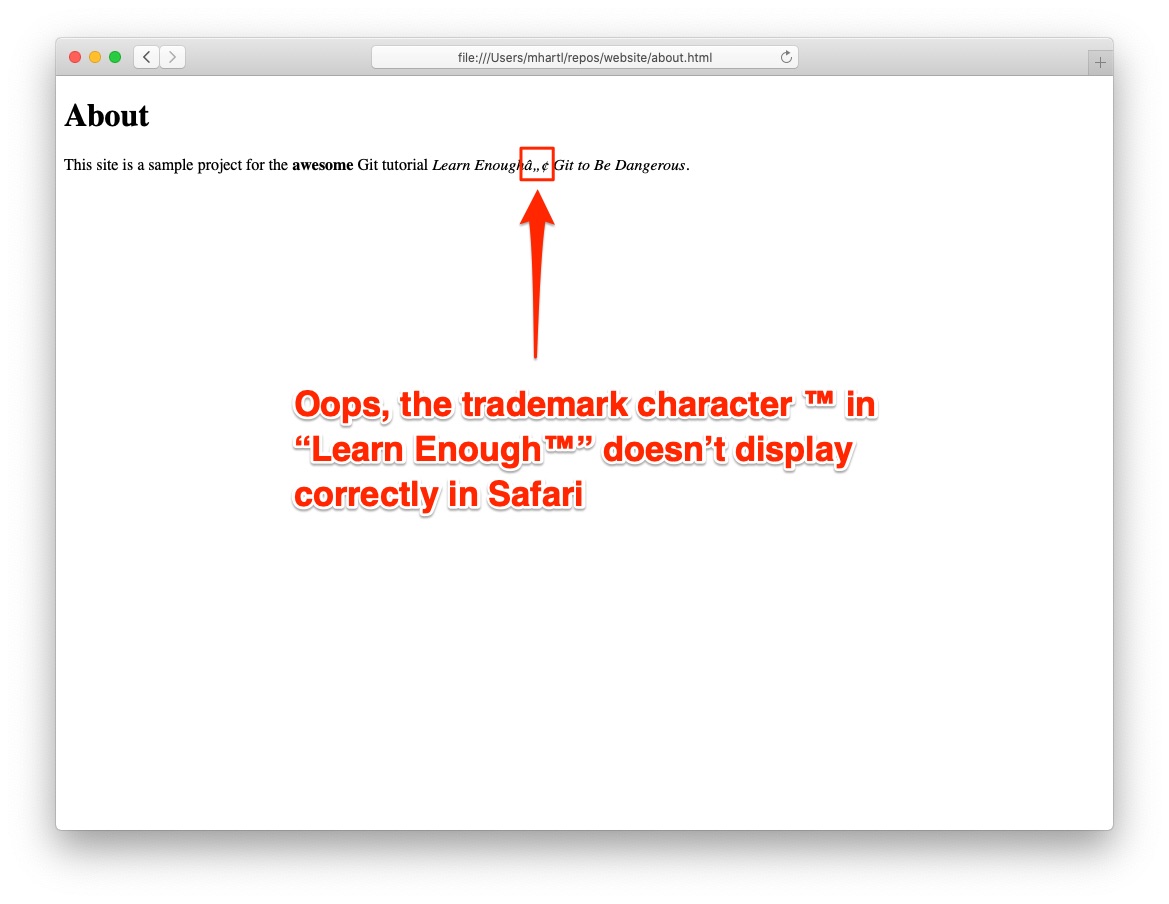 file:///Users/mhartl/repos/website/about.html
About
This site is a sample project for the awesome Git tutorial Learn Enoughâ„¢ Git to Be Dangerous.
Oops, the trademark character ™ in
“Learn Enough™” doesn’t display
correctly in Safari